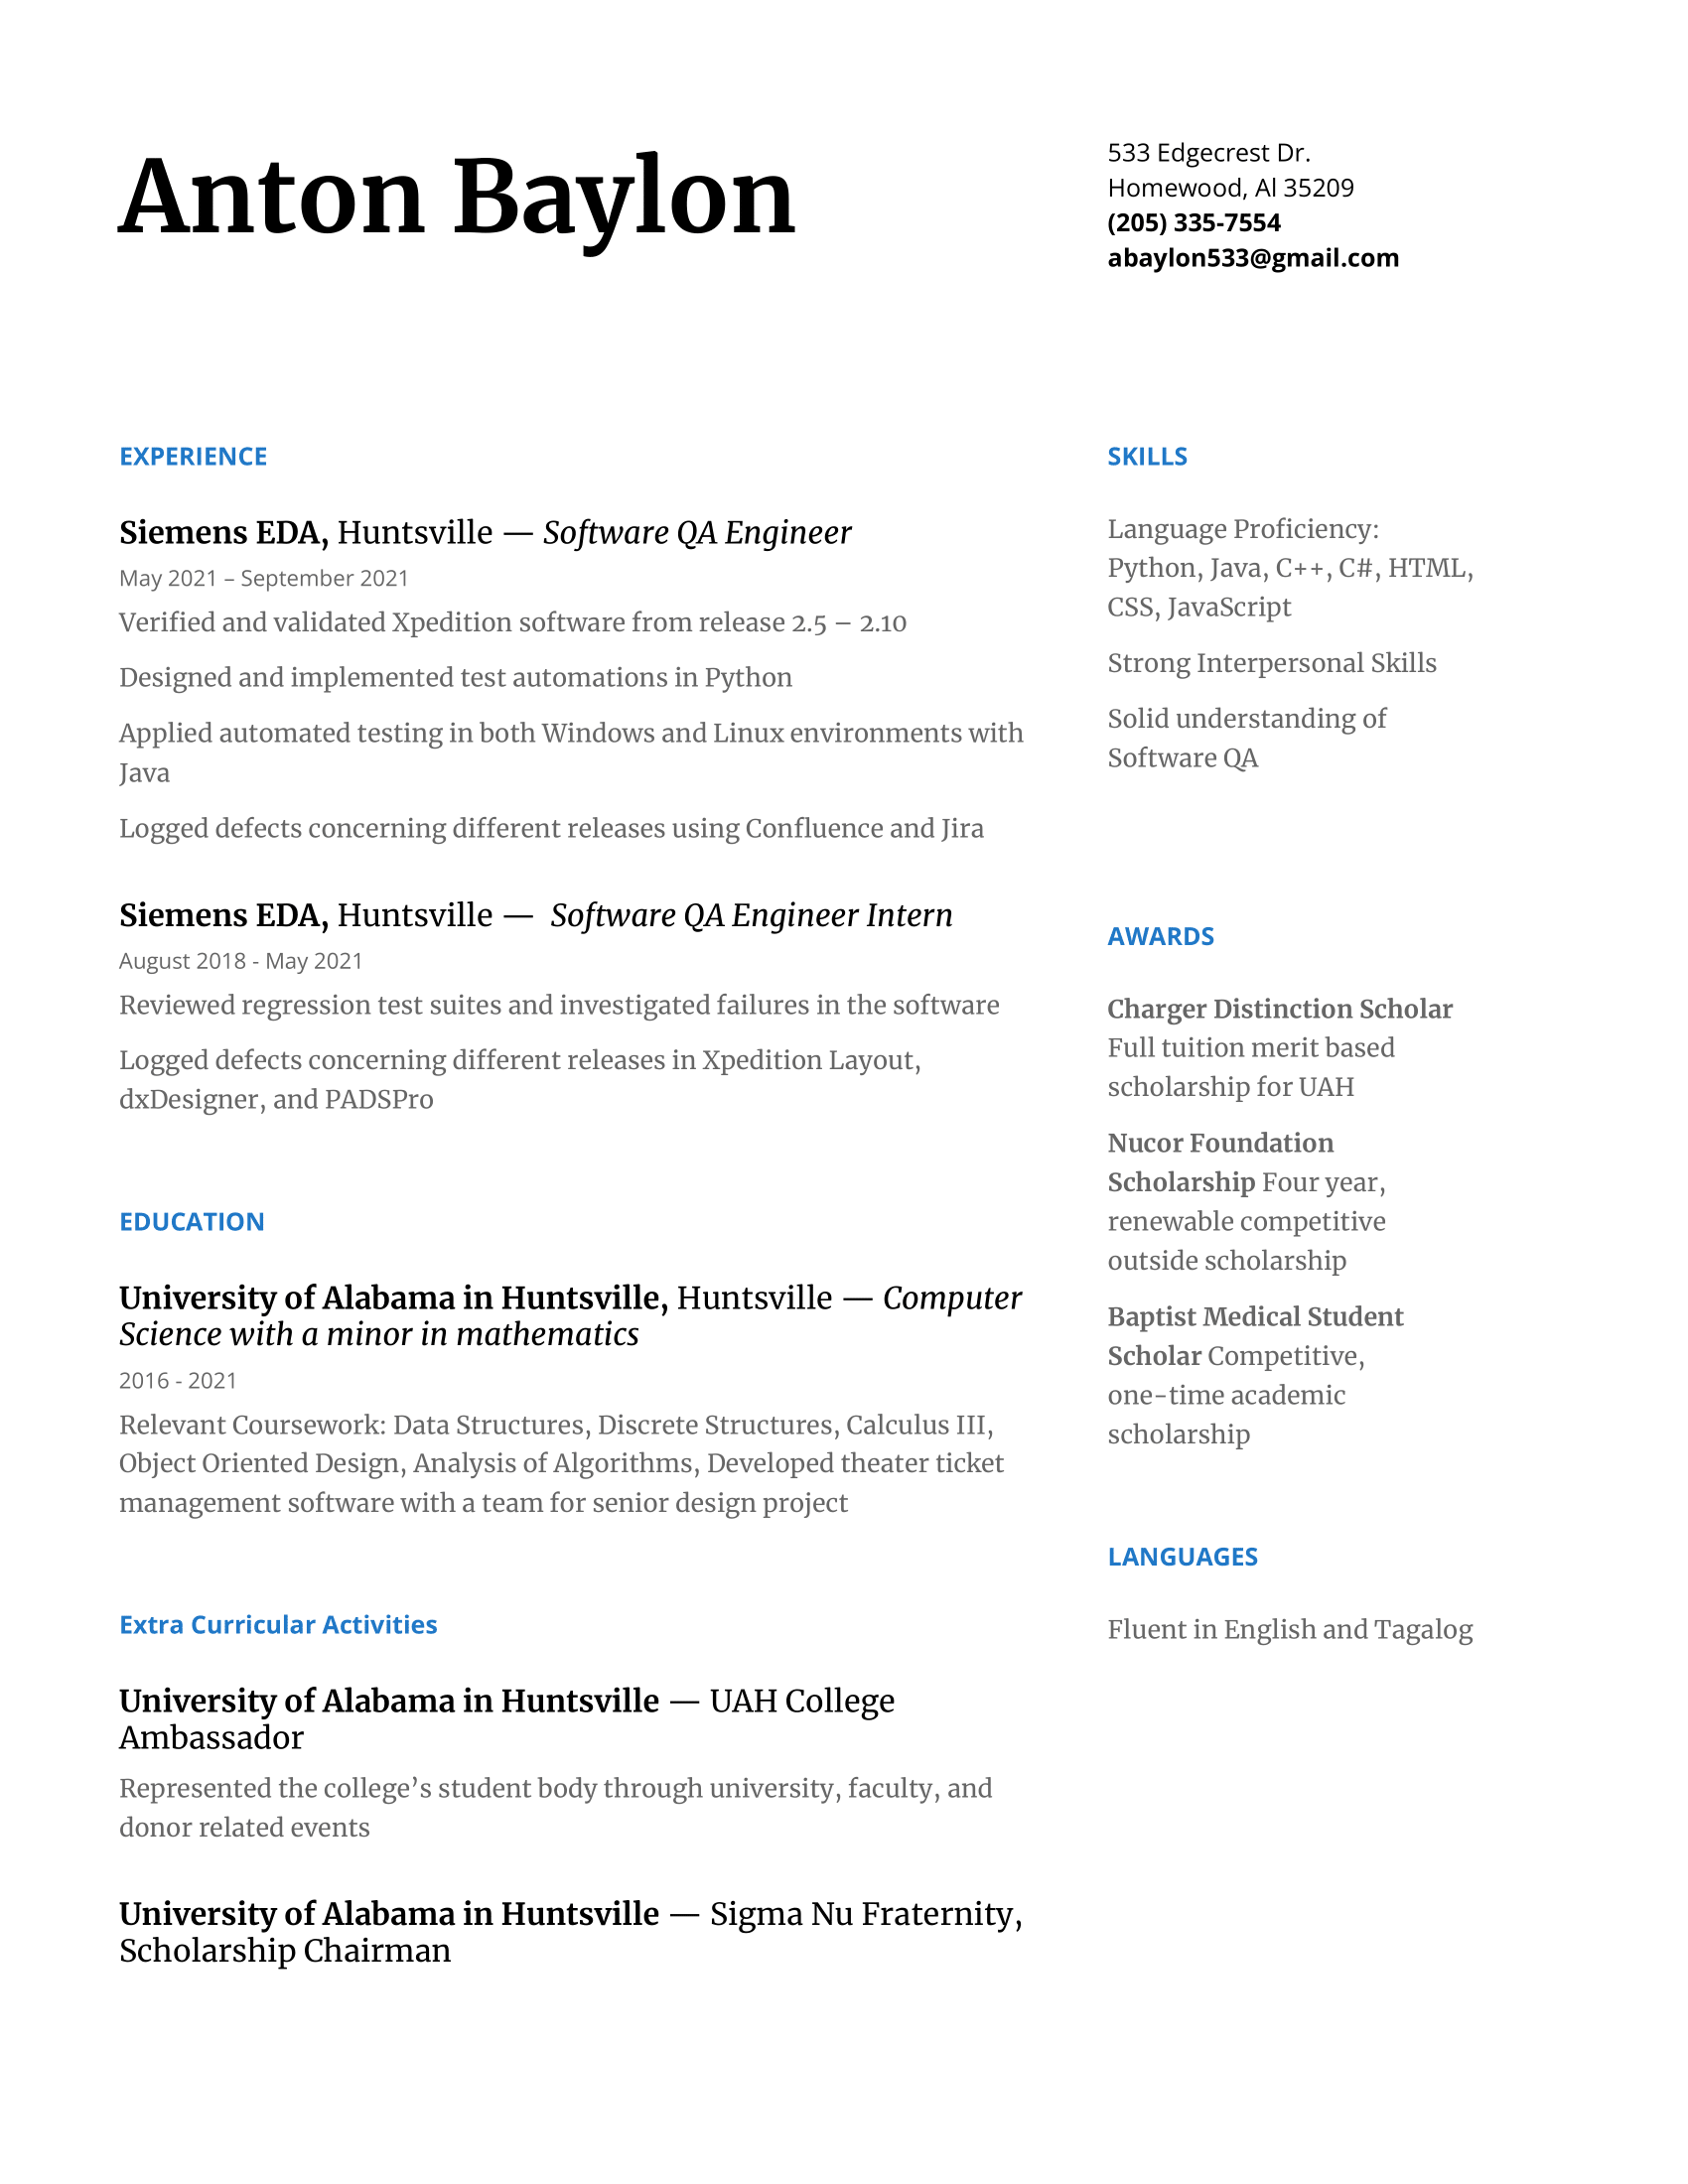 Anton Baylon
533 Edgecrest Dr.
Homewood, Al 35209
(205) 335-7554
abaylon533@gmail.com
EXPERIENCE
Siemens EDA, Huntsville — Software QA Engineer
May 2021 – September 2021
Verified and validated Xpedition software from release 2.5 – 2.10
Designed and implemented test automations in Python
Applied automated testing in both Windows and Linux environments with
Java
Logged defects concerning different releases using Confluence and Jira
Siemens EDA, Huntsville — Software QA Engineer Intern
August 2018 - May 2021
Reviewed regression test suites and investigated failures in the software
Logged defects concerning different releases in Xpedition Layout,
dxDesigner, and PADSPro
EDUCATION
University of Alabama in Huntsville, Huntsville — Computer
Science with a minor in mathematics
2016 - 2021
Relevant Coursework: Data Structures, Discrete Structures, Calculus III,
Object Oriented Design, Analysis of Algorithms, Developed theater ticket
management software with a team for senior design project
Extra Curricular Activities
University of Alabama in Huntsville — UAH College
Ambassador
Represented the college’s student body through university, faculty, and
donor related events
University of Alabama in Huntsville — Sigma Nu Fraternity,
Scholarship Chairman
SKILLS
Language Proficiency:
Python, Java, C++, C#, HTML,
CSS, JavaScript
Strong Interpersonal Skills
Solid understanding of
Software QA
AWARDS
Charger Distinction Scholar
Full tuition merit based
scholarship for UAH
Nucor Foundation
Scholarship Four year,
renewable competitive
outside scholarship
Baptist Medical Student
Scholar Competitive,
one-time academic
scholarship
LANGUAGES
Fluent in English and Tagalog